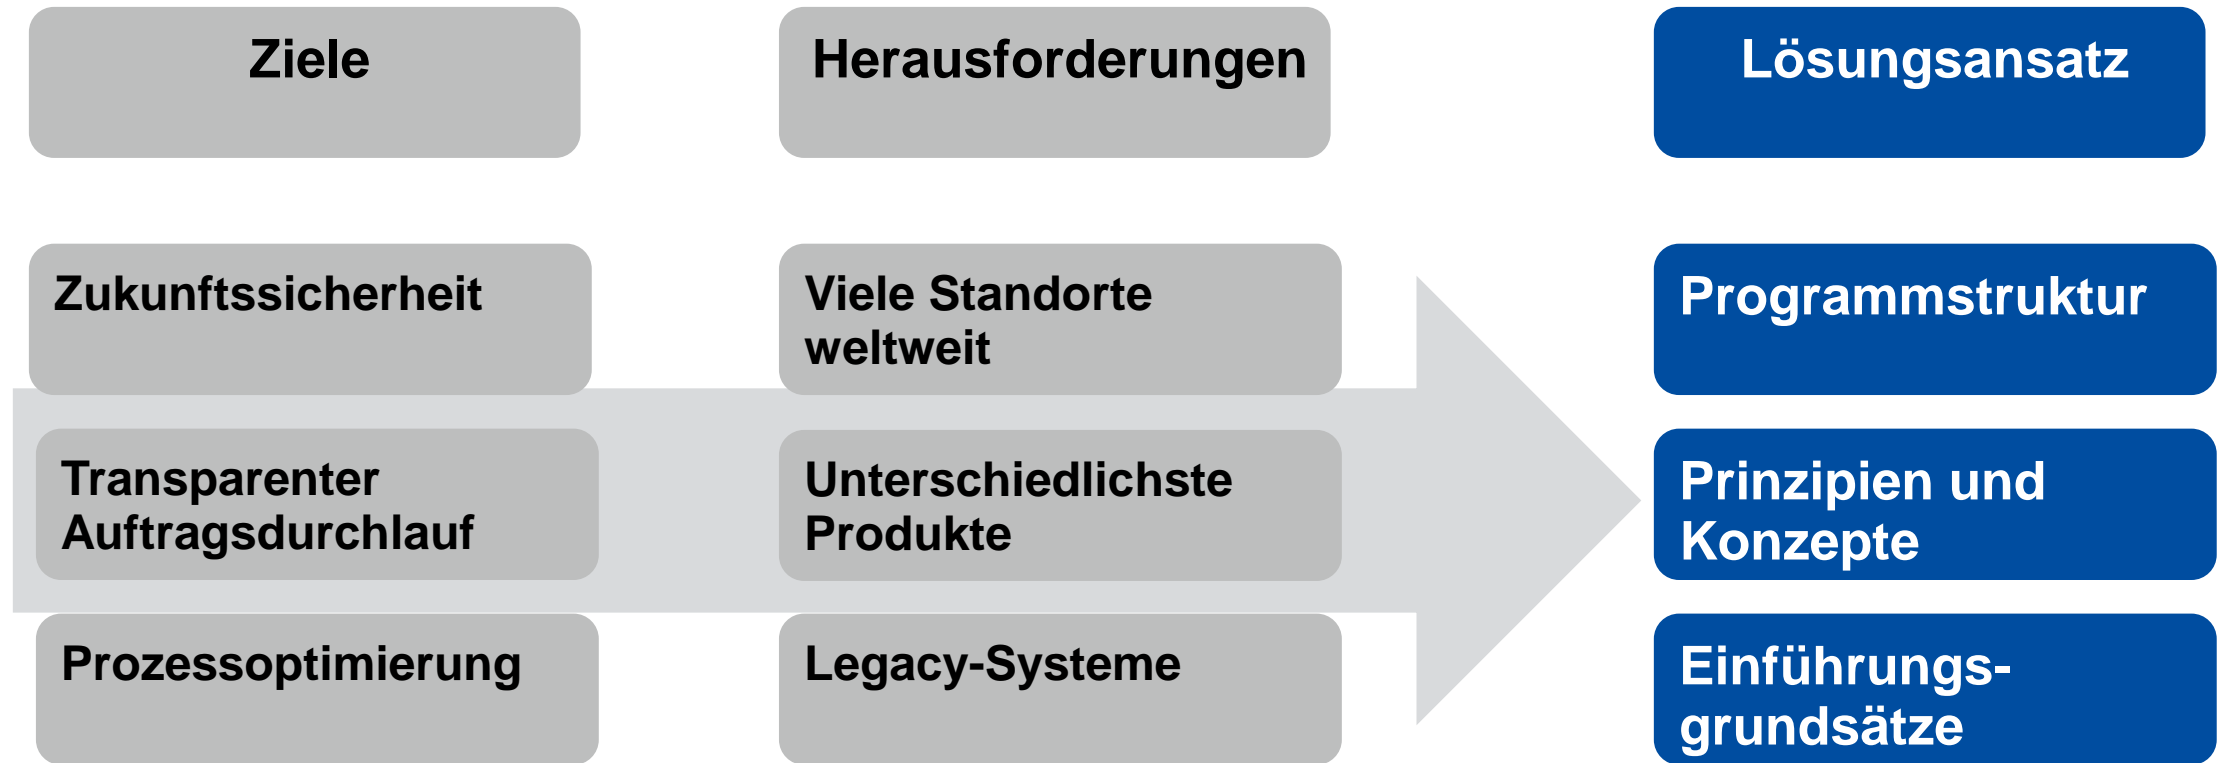 Ziele
Herausforderungen
Lösungsansatz
Zukunftssicherheit
Viele Standorte
weltweit
Programmstruktur
Transparenter
Auftragsdurchlauf
Unterschiedlichste
Produkte
Prinzipien und
Konzepte
Prozessoptimierung
Legacy-Systeme
Einführungs-
grundsätze